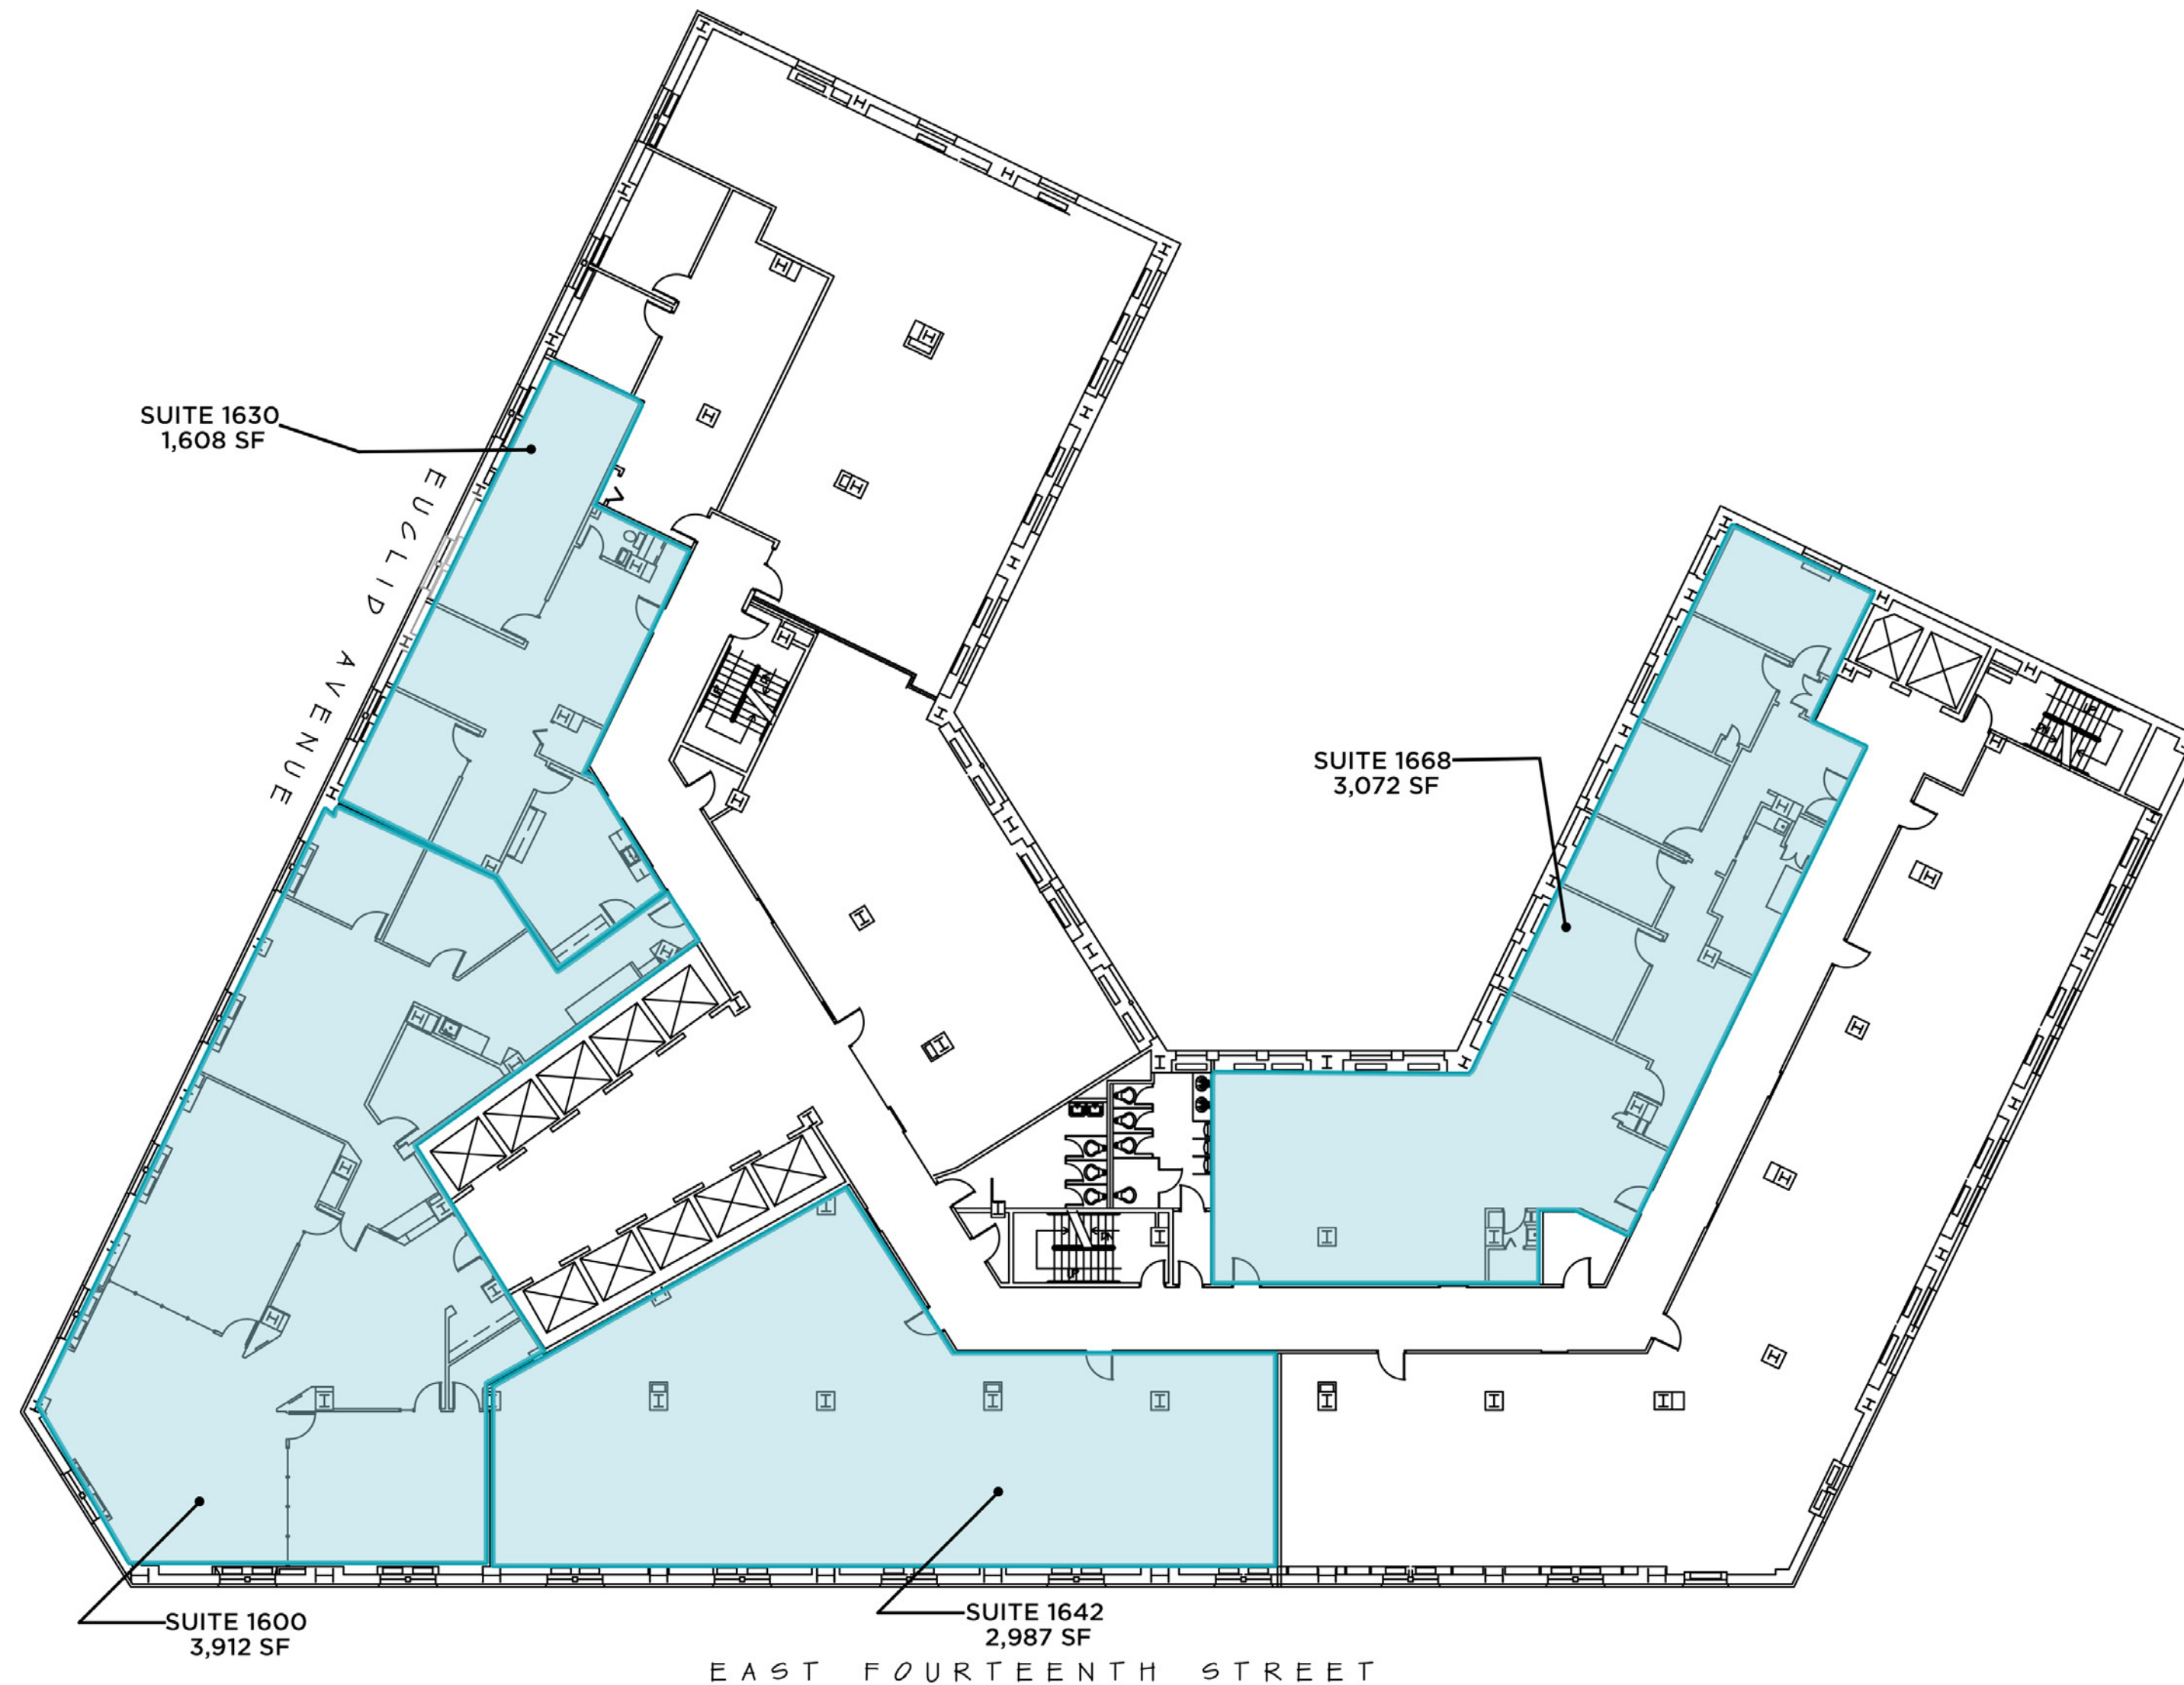 SUITE 1630
1,608 SF
EUCLID AVENUE
SUITE 1668
3,072 SF
SUITE 1600
3,912 SF
SUITE 1642
2,987 SF
EAST FOURTEENTH STREET